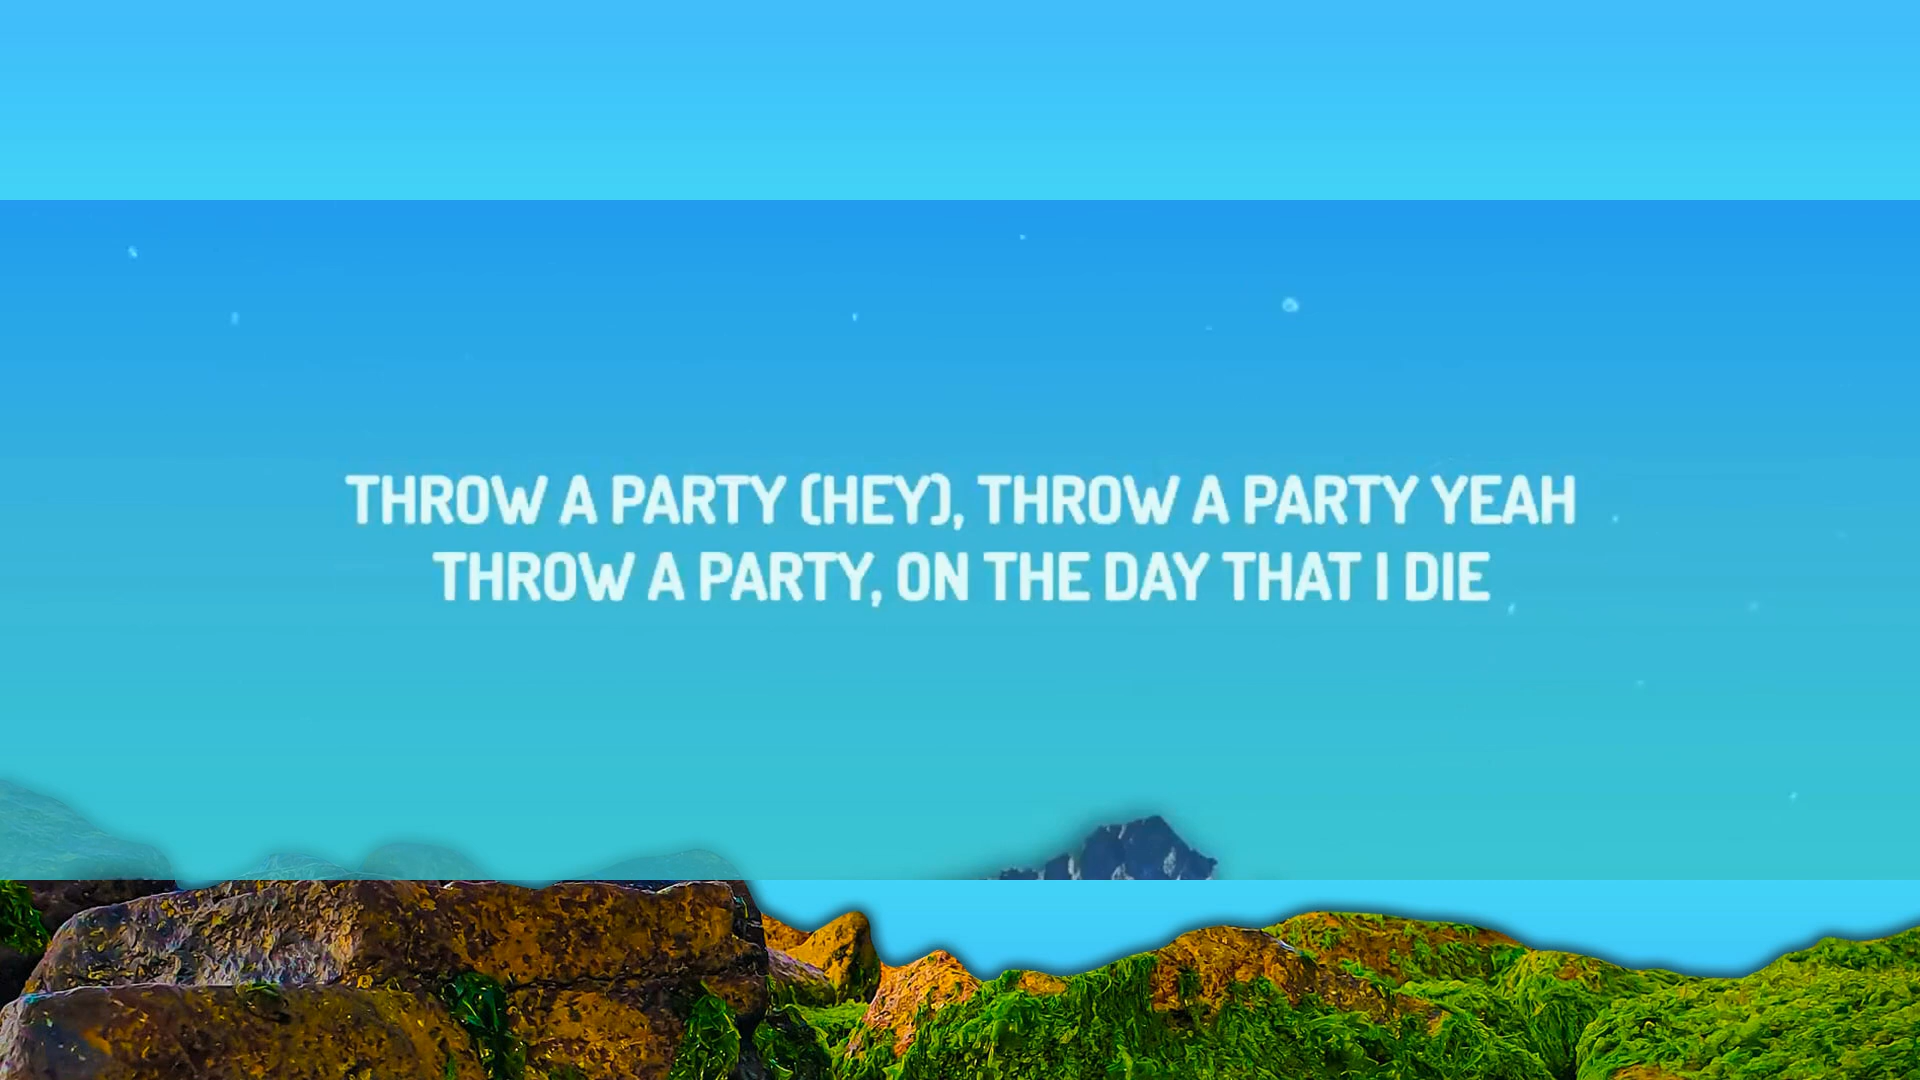 THROW A PARTY (HEY), THROW A PARTY YEAH
THROW A PARTY, ON THE DAY THAT I DIE